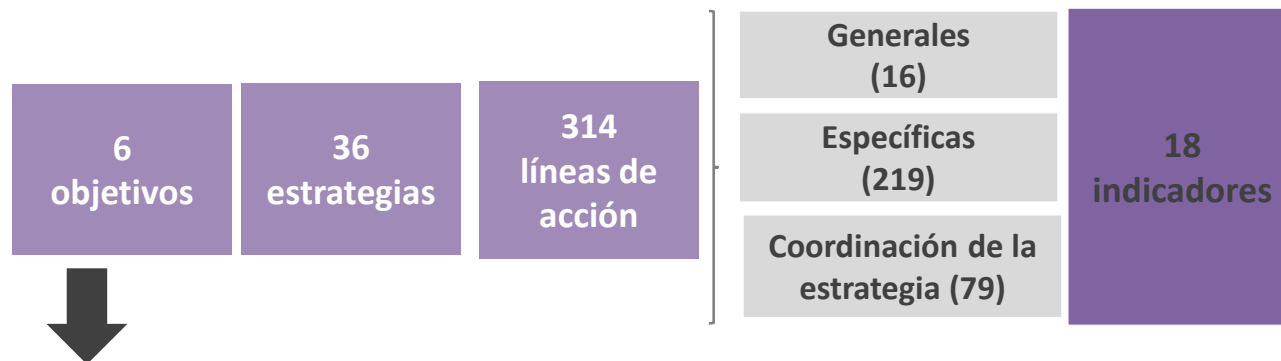 6
objetivos
36
estrategias
314
líneas de
acción
Generales
(16)
Específicas
(219)
Coordinación de la
estrategia (79)
18
indicadores